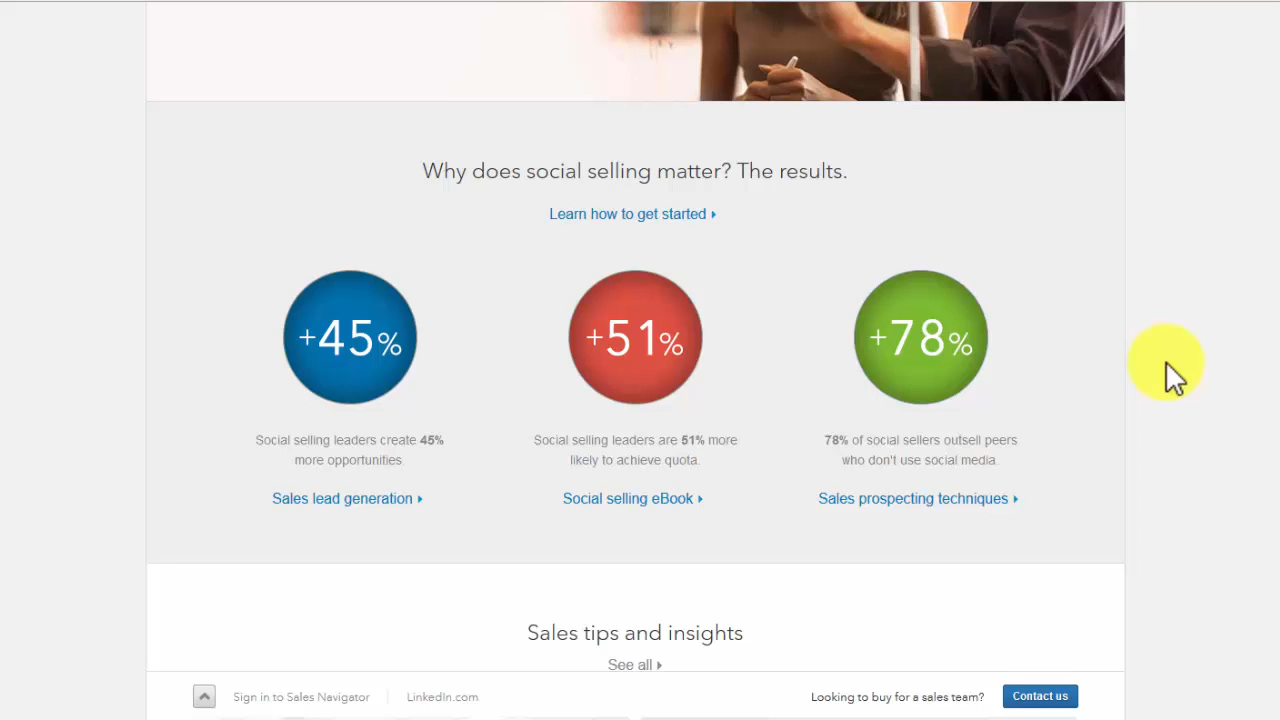 Why does social selling matter? The results.
Learn how to get started
+45%
+51%
+78%
Social selling leaders create 45%
more opportunities.
Social selling leaders are 51% more
likely to achieve quota.
78% of social sellers outsell peers
who don't use social media.
Sales lead generation
Social selling eBook
Sales prospecting techniques
Sales tips and insights
See all
Sign in to Sales Navigator
LinkedIn.com
Looking to buy for a sales team?
Contact us